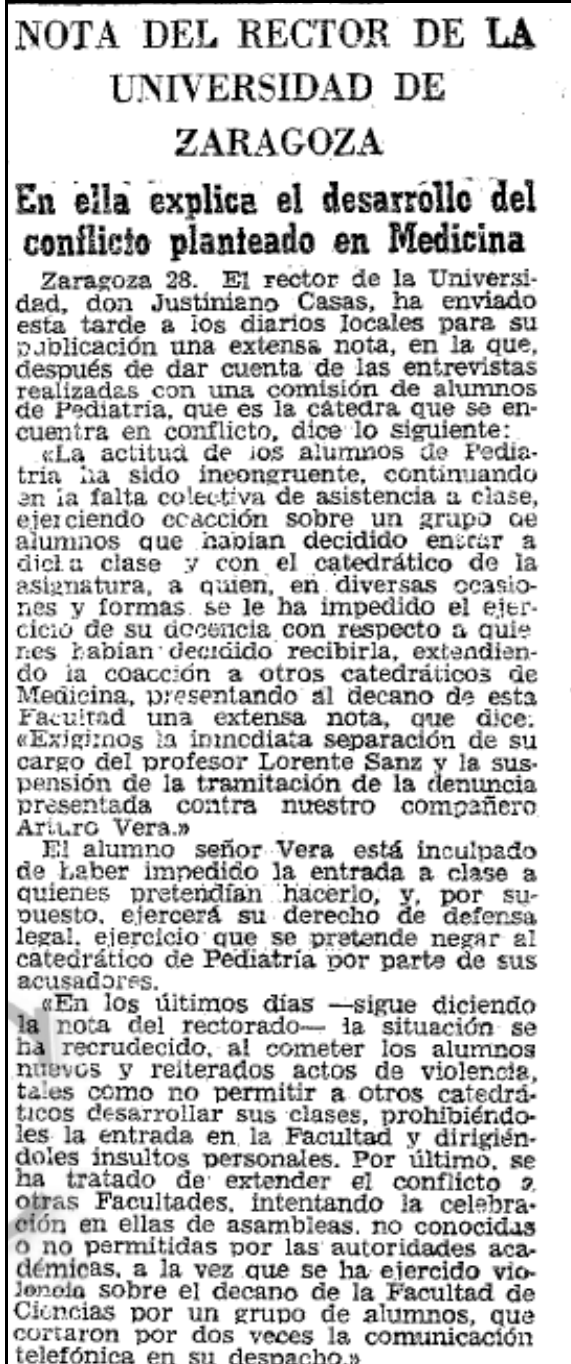 NOTA DEL RECTOR DE LA
UNIVERSIDAD DE
ZARAGOZA
En ella explica el desarrollo del
conflicto planteado en Medicina
Zaragoza 28. El rector de la Universi-
dad, don Justiniano Casas, ha enviado
esta tarde a los diarios locales para su
publicación una extensa nota, en la que,
después de dar cuenta de las entrevistas
realizadas con una comisión de alumnos
de Pediatría, que es la cátedra que se en-
cuentra en conflicto, dice lo siguiente:
«La actitud de los alumnos de Pedia-
tría ha sido incongruente, continuando
en la falta colectiva de asistencia a clase,
ejerciendo coacción sobre un grupo de
alumnos que habían decidido entrar a
dicha clase y con el catedrático de la
asignatura, a quien, en diversas ocasio-
nes y formas. se le ha impedido el ejer-
cicio de su docencia con respecto a quie-
nes habían decidido recibirla, extendien-
do la coacción a otros catedráticos de
Medicina, presentando al decano de esta
Facultad una extensa nota, que dice:
«Exigimos la inmediata separación de su
cargo del profesor Lorente Sanz y la sus-
pensión de la tramitación de la denuncia
presentada contra nuestro compañero
Arturo Vera.»
El alumno señor Vera está inculpado
de haber impedido la entrada a clase a
quienes pretendían hacerlo, y, por su-
puesto, ejercerá su derecho de defensa
legal, ejercicio que se pretende negar al
catedrático de Pediatría por parte de sus
acusadores.
«En los últimos días —sigue diciendo
la nota del rectorado— la situación se
ha recrudecido, al cometer los alumnos
nuevos y reiterados actos de violencia,
tales como no permitir a otros catedrá-
ticos desarrollar sus clases, prohibiéndo-
les la entrada en la Facultad y dirigién-
doles insultos personales. Por último, se
ha tratado de extender el conflicto a
otras Facultades, intentando la celebra-
ción en ellas de asambleas, no conocidas
o no permitidas por las autoridades aca-
démicas, a la vez que se ha ejercido vio-
lencia sobre el decano de la Facultad de
Ciencias por un grupo de alumnos, que
cortaron por dos veces la comunicación
telefónica en su despacho.»